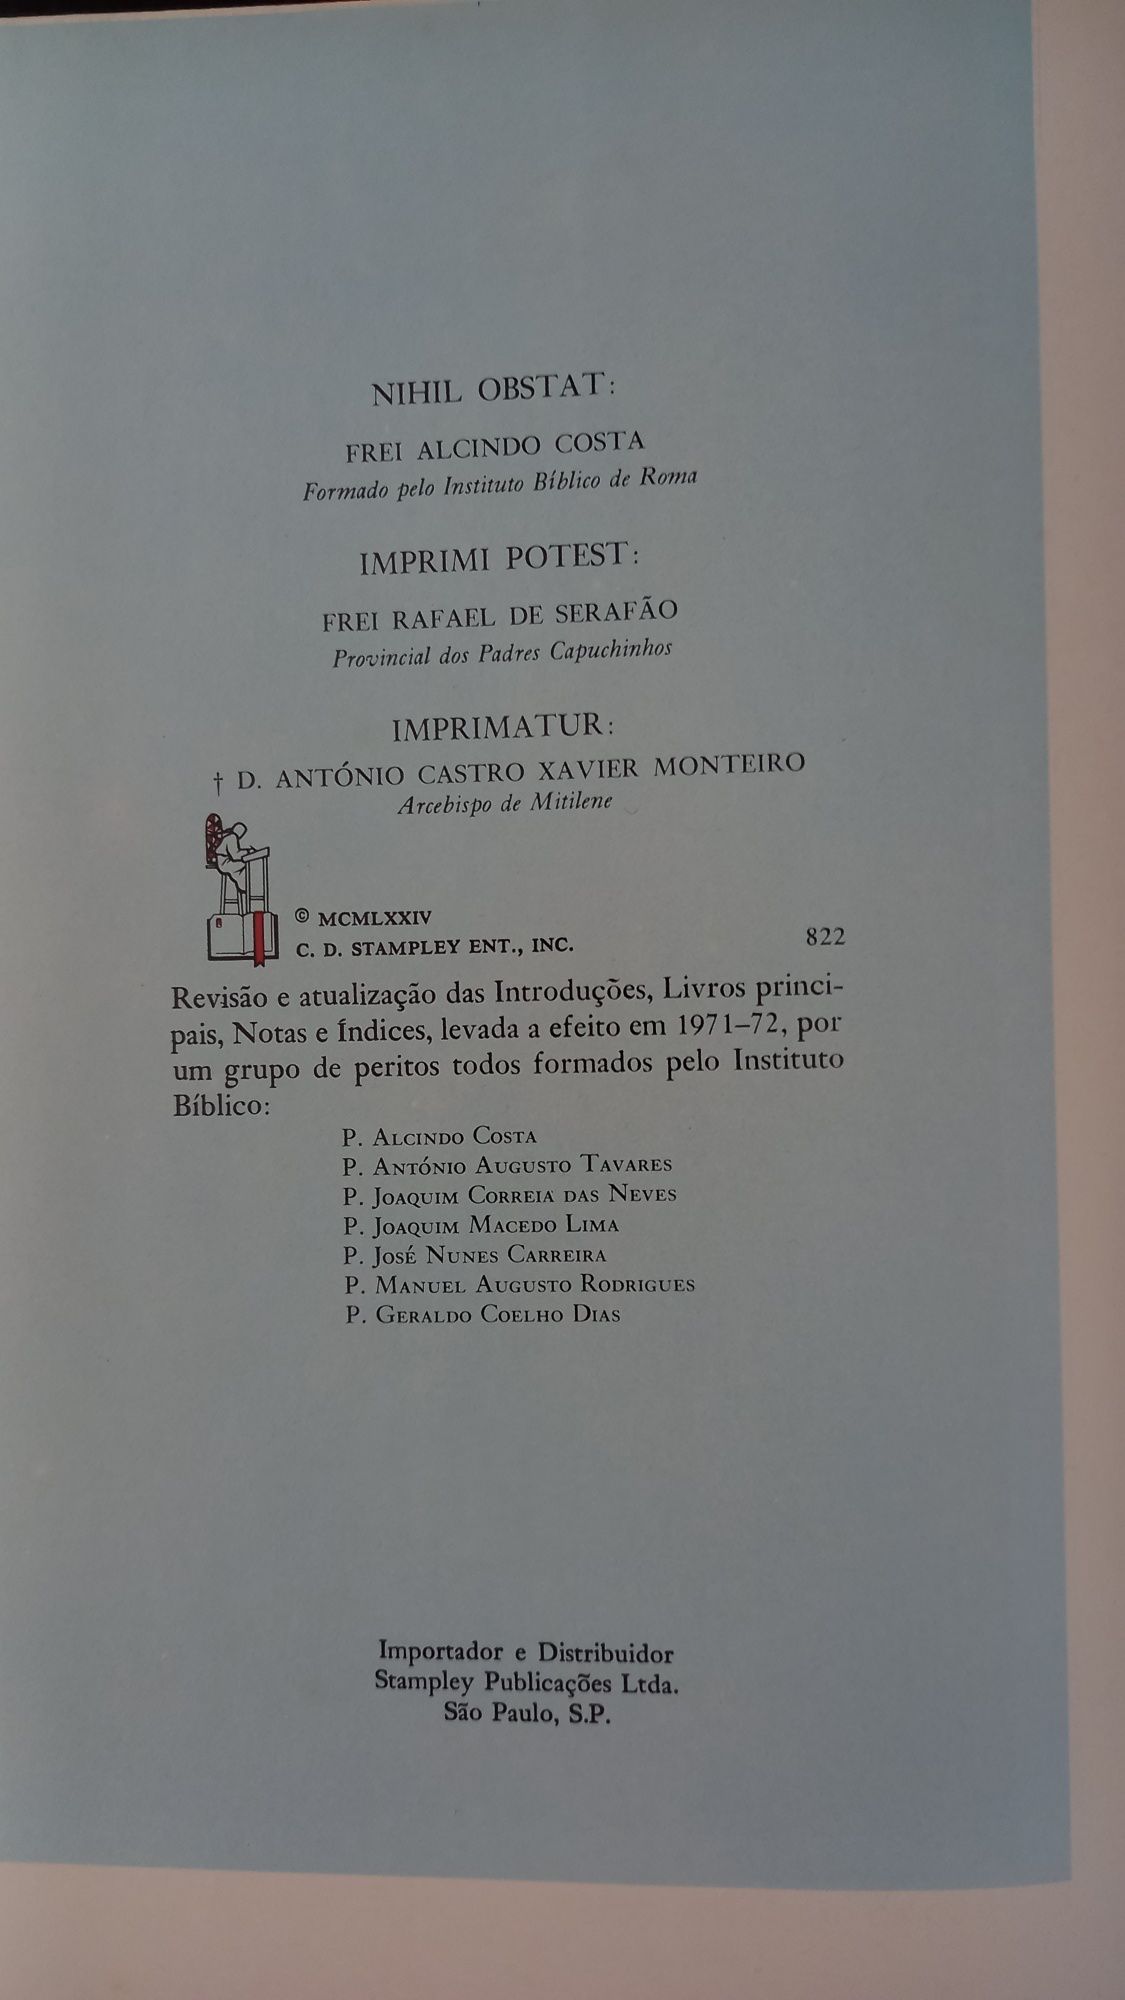 NIHIL OBSTAT:
FREI ALCINDO COSTA
Formado pelo Instituto Bíblico de Roma
IMPRIMI POTEST:
FREI RAFAEL DE SERAFÃO
Provincial dos Padres Capuchinhos
IMPRIMATUR:
† D. ANTÓNIO CASTRO XAVIER MONTEIRO
Arcebispo de Mitilene
© MCMLXXIV
C. D. STAMPLEY ENT., INC.
822
Revisão e atualização das Introduções, Livros princi-
pais, Notas e Índices, levada a efeito em 1971–72, por
um grupo de peritos todos formados pelo Instituto
Bíblico:
P. ALCINDO COSTA
P. ANTÓNIO AUGUSTO TAVARES
P. JOAQUIM CORREIA DAS NEVES
P. JOAQUIM MACEDO LIMA
P. JOSÉ NUNES CARREIRA
P. MANUEL AUGUSTO RODRIGUES
P. GERALDO COELHO DIAS
Importador e Distribuidor
Stampley Publicações Ltda.
São Paulo, S.P.